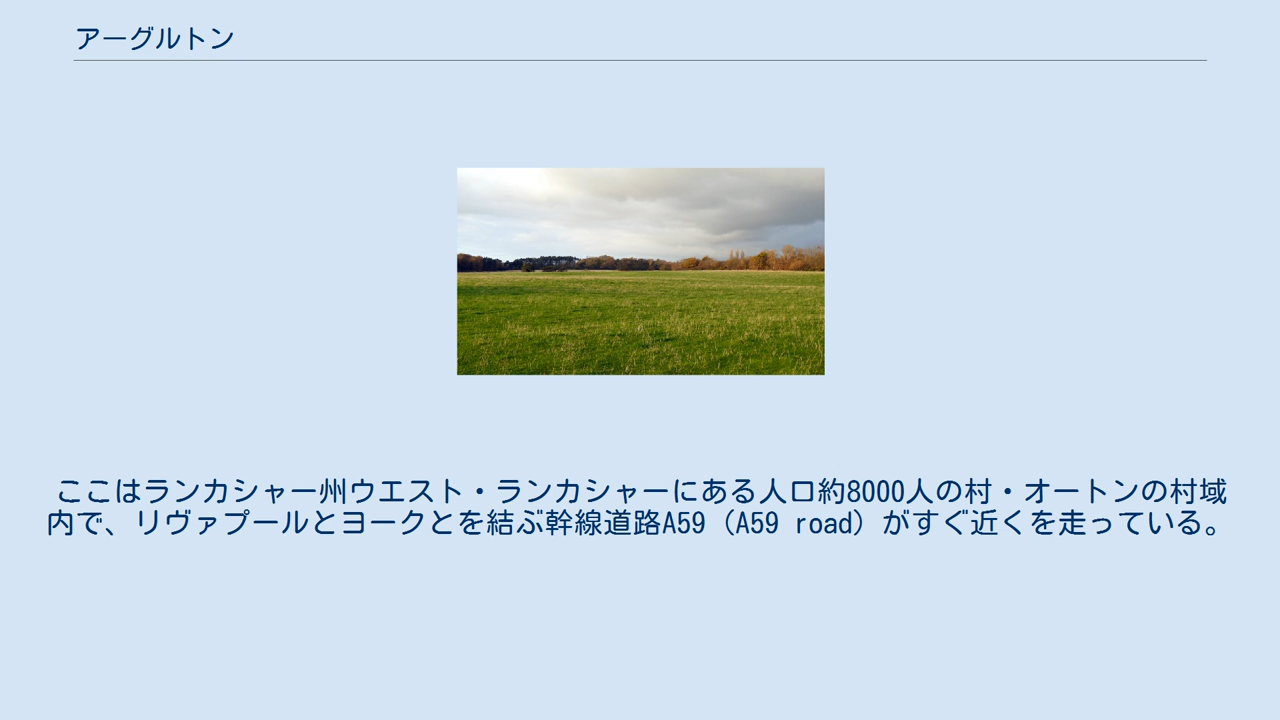 アーグルトン
ここはランカシャー州ウエスト・ランカシャーにある人口約8000人の村・オートンの村域
内で、リヴァプールとヨークとを結ぶ幹線道路A59（A59 road）がすぐ近くを走っている。